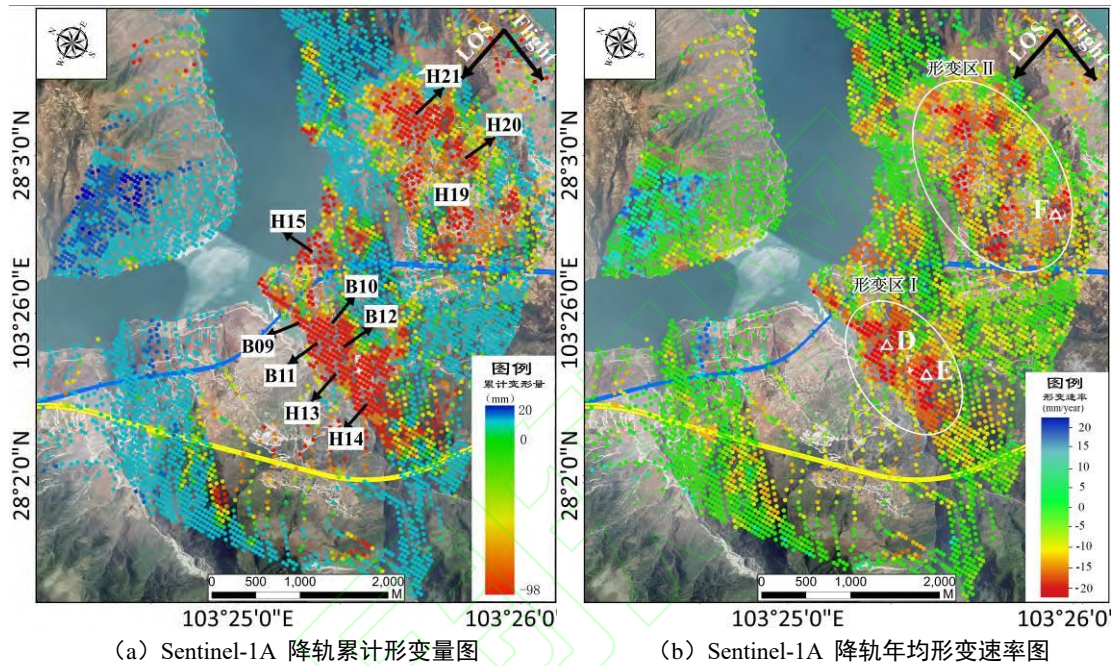 N
E
S
W
LOS
Flight
H21
H20
H19
H15
B10
B12
B09
B11
H13
H14
图例
累计变形量
（mm）
20
0
-98
0 500 1,000 2,000
M
28°3'0"N
103°26'0"E
28°2'0"N
103°25'0"E
103°26'0"E
（a）Sentinel-1A 降轨累计形变量图
N
E
S
W
LOS
Flight
形变区 II
F
形变区 I
D
E
图例
形变速率
(mm/year)
20
15
10
5
0
-5
-10
-15
-20
0 500 1,000 2,000
M
28°3'0"N
103°26'0"E
28°2'0"N
103°25'0"E
103°26'0"E
（b）Sentinel-1A 降轨年均形变速率图